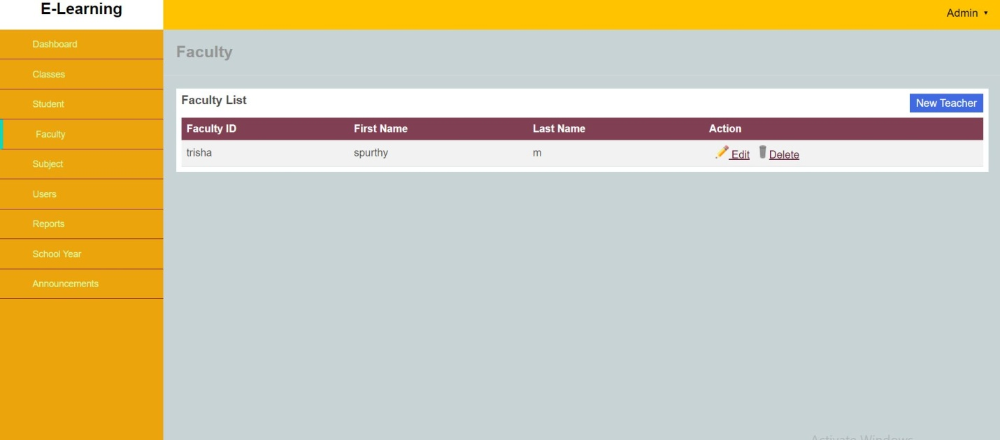 E-Learning
Admin ▾
Dashboard
Classes
Student
Faculty
Subject
Users
Reports
School Year
Announcements
Faculty
Faculty List
New Teacher
Faculty ID First Name Last Name Action
trisha spurthy m Edit Delete
Activate Windows